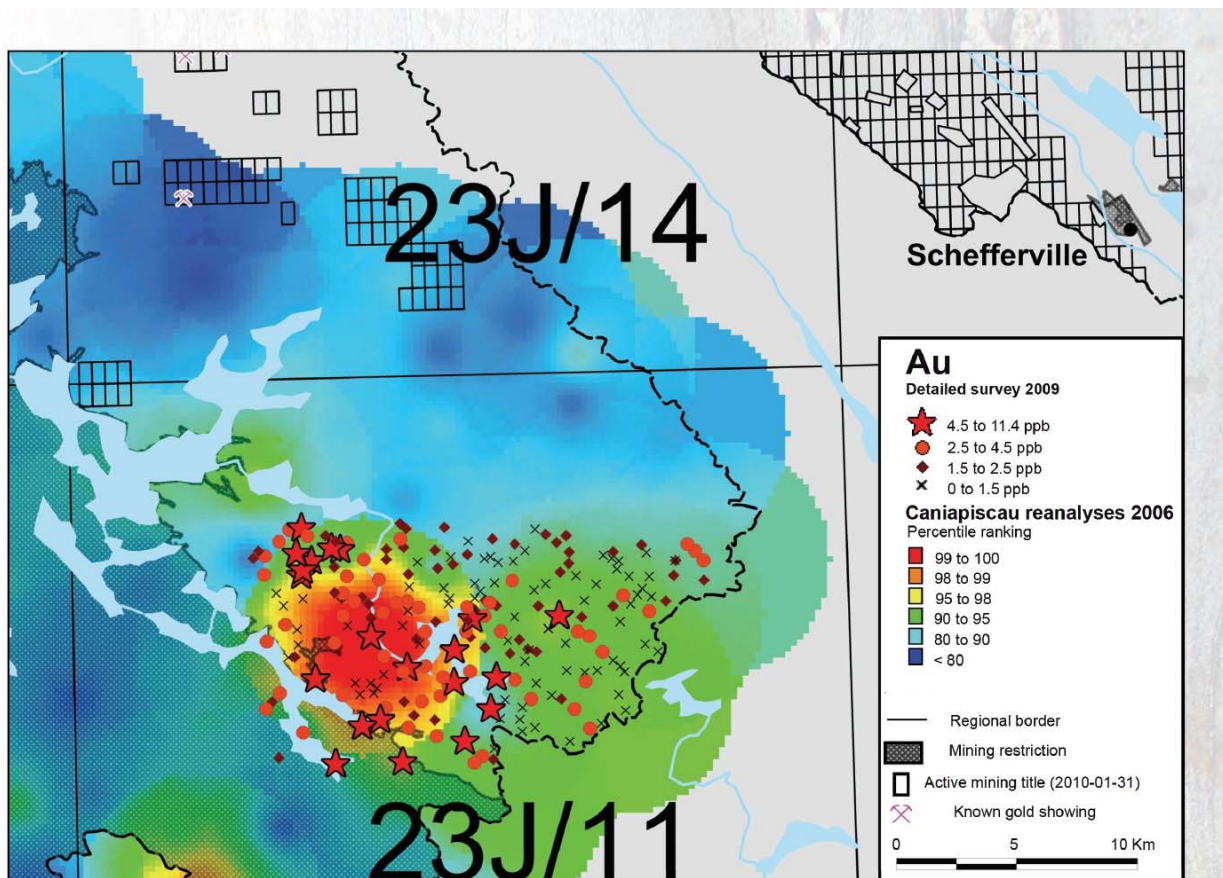 23J/14
Schefferville
Au
Detailed survey 2009
4.5 to 11.4 ppb
2.5 to 4.5 ppb
1.5 to 2.5 ppb
0 to 1.5 ppb
Caniapiscau reanalyses 2006
Percentile ranking
99 to 100
98 to 99
95 to 98
90 to 95
80 to 90
< 80
Regional border
Mining restriction
Active mining title (2010-01-31)
Known gold showing
0 5 10 Km
23J/11